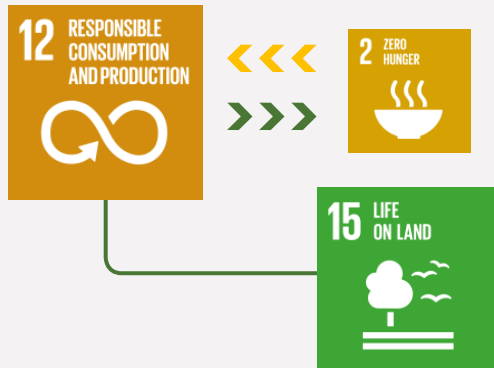 12 RESPONSIBLE
CONSUMPTION
AND PRODUCTION
2 ZERO
HUNGER
15 LIFE
ON LAND